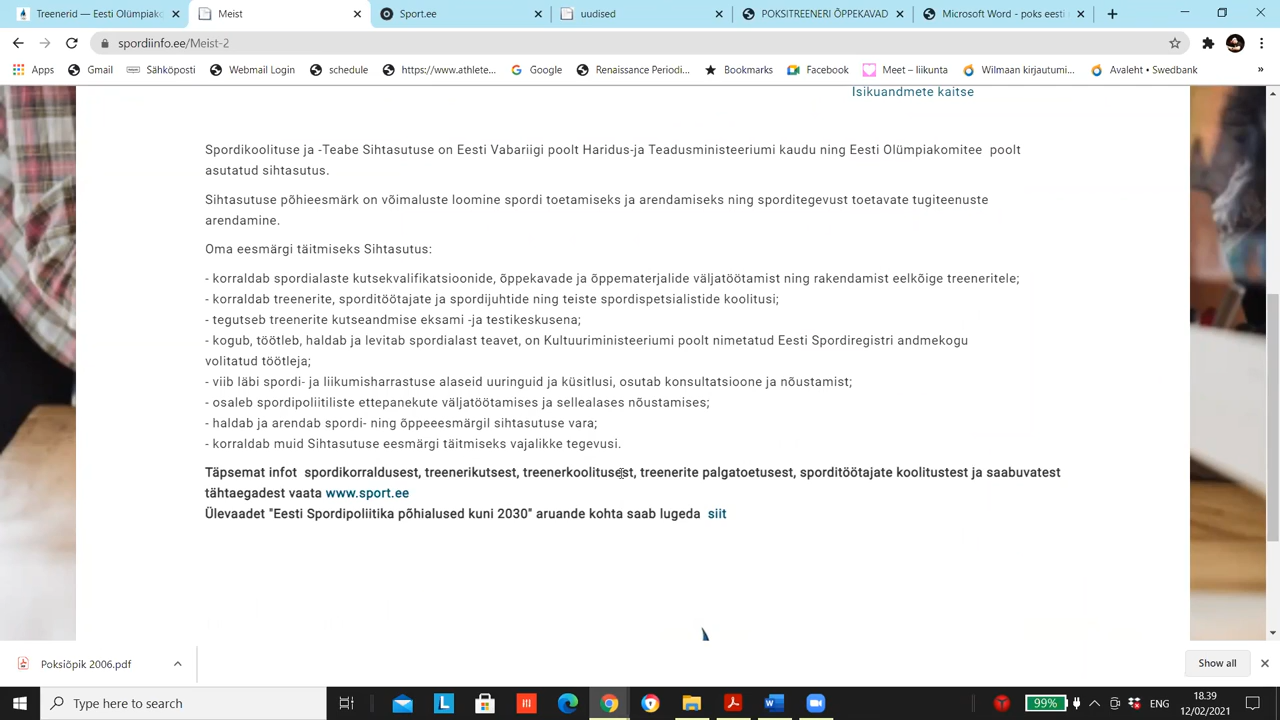 Treenerid — Eesti Olümpiako
Meist
Sport.ee
uudised
POKSITREENERI ÕPPEKAVAD
Microsoft Word - poks eesti
spordiinfo.ee/Meist-2
Apps
Gmail
Sähköposti
Webmail Login
schedule
https://www.athlete...
Google
Renaissance Periodi...
Bookmarks
Facebook
Meet – liikunta
Wilmaan kirjautumi...
Avaleht • Swedbank
»
Isikuandmete kaitse
Spordikoolituse ja -Teabe Sihtasutuse on Eesti Vabariigi poolt Haridus-ja Teadusministeeriumi kaudu ning Eesti Olümpiakomitee poolt
asutatud sihtasutus.
Sihtasutuse põhieesmärk on võimaluste loomine spordi toetamiseks ja arendamiseks ning sporditegevust toetavate tugiteenuste
arendamine.
Oma eesmärgi täitmiseks Sihtasutus:
- korraldab spordialaste kutsekvalifikatsioonide, õppekavade ja õppematerjalide väljatöötamist ning rakendamist eelkõige treeneritele;
- korraldab treenerite, sporditöötajate ja spordijuhtide ning teiste spordispetsialistide koolitusi;
- tegutseb treenerite kutseandmise eksami -ja testikeskusena;
- kogub, töötleb, haldab ja levitab spordialast teavet, on Kultuuriministeeriumi poolt nimetatud Eesti Spordiregistri andmekogu
volitatud töötleja;
- viib läbi spordi- ja liikumisharrastuse alaseid uuringuid ja küsitlusi, osutab konsultatsioone ja nõustamist;
- osaleb spordipoliitiliste ettepanekute väljatöötamises ja sellealases nõustamises;
- haldab ja arendab spordi- ning õppeeesmärgil sihtasutuse vara;
- korraldab muid Sihtasutuse eesmärgi täitmiseks vajalikke tegevusi.
Täpsemat infot spordikorraldusest, treenerikutsest, treenerkoolitusest, treenerite palgatoetusest, sporditöötajate koolitustest ja saabuvatest
tähtaegadest vaata www.sport.ee
Ülevaadet "Eesti Spordipoliitika põhialused kuni 2030" aruande kohta saab lugeda siit
Poksiõpik 2006.pdf
Show all
Type here to search
99%
ENG
18.39
12/02/2021